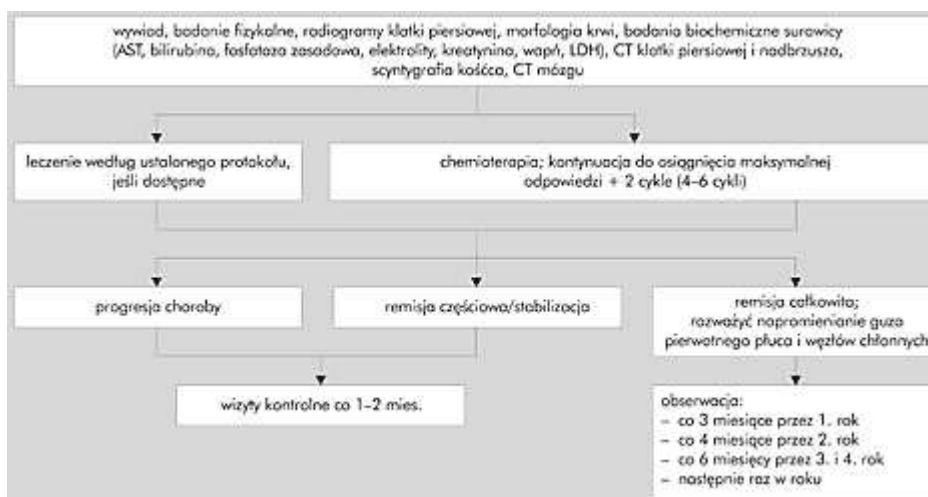 wywiad, badanie fizykalne, radiogramy klatki piersiowej, morfologia krwi, badania biochemiczne surowicy
(AST, bilirubina, fosfataza zasadowa, elektrolity, kreatynina, wapń, LDH), CT klatki piersiowej i nadbrzusza,
scyntygrafia kośćca, CT mózgu
leczenie według ustalonego protokołu,
jeśli dostępne
chemioterapia; kontynuacja do osiągnięcia maksymalnej
odpowiedzi + 2 cykle (4–6 cykli)
progresja choroby
remisja częściowa/stabilizacja
remisja całkowita;
rozważyć napromienianie guza
pierwotnego płuca i węzłów chłonnych
wizyty kontrolne co 1–2 mies.
obserwacja:
– co 3 miesiące przez 1. rok
– co 4 miesiące przez 2. rok
– co 6 miesięcy przez 3. i 4. rok
– następnie raz w roku